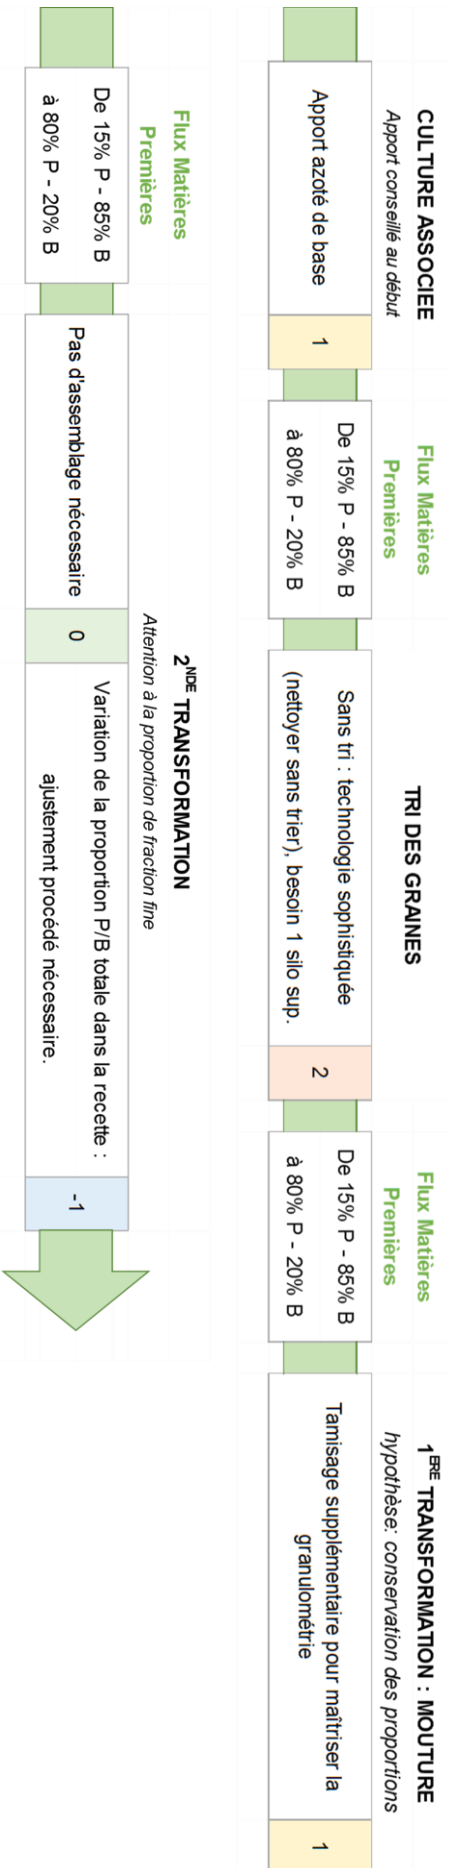 CULTURE ASSOCIEE
Apport conseillé au début
Apport azoté de base
1
Flux Matières
Premières
De 15% P - 85% B
à 80% P - 20% B
TRI DES GRAINES
Sans tri : technologie sophistiquée
(nettoyer sans trier), besoin 1 silo sup.
2
Flux Matières
Premières
De 15% P - 85% B
à 80% P - 20% B
1ERE TRANSFORMATION : MOUTURE
hypothèse: conservation des proportions
Tamisage supplémentaire pour maîtriser la
granulométrie
1
Flux Matières
Premières
De 15% P - 85% B
à 80% P - 20% B
2NDE TRANSFORMATION
Attention à la proportion de fraction fine
Pas d'assemblage nécessaire
0
Variation de la proportion P/B totale dans la recette :
ajustement procédé nécessaire.
-1